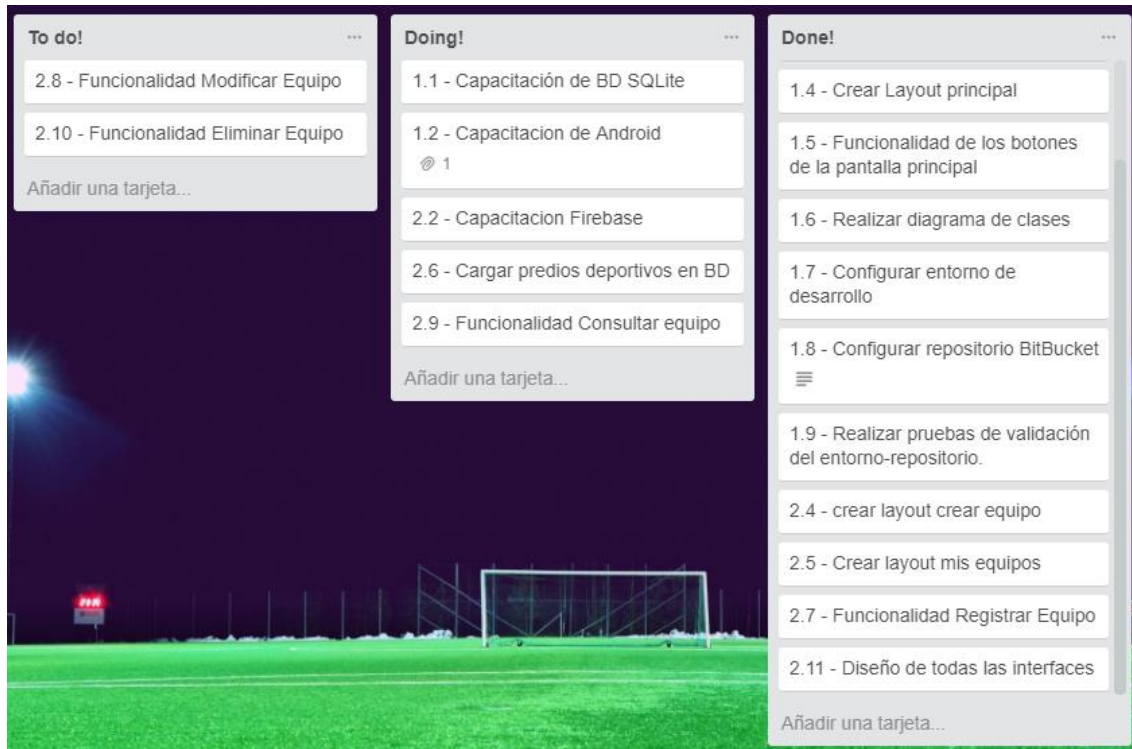 To do!
2.8 - Funcionalidad Modificar Equipo
2.10 - Funcionalidad Eliminar Equipo
Añadir una tarjeta...
Doing!
1.1 - Capacitación de BD SQLite
1.2 - Capacitacion de Android
1
2.2 - Capacitacion Firebase
2.6 - Cargar predios deportivos en BD
2.9 - Funcionalidad Consultar equipo
Añadir una tarjeta...
Done!
1.4 - Crear Layout principal
1.5 - Funcionalidad de los botones
de la pantalla principal
1.6 - Realizar diagrama de clases
1.7 - Configurar entorno de
desarrollo
1.8 - Configurar repositorio BitBucket
1.9 - Realizar pruebas de validación
del entorno-repositorio.
2.4 - crear layout crear equipo
2.5 - Crear layout mis equipos
2.7 - Funcionalidad Registrar Equipo
2.11 - Diseño de todas las interfaces
Añadir una tarjeta...